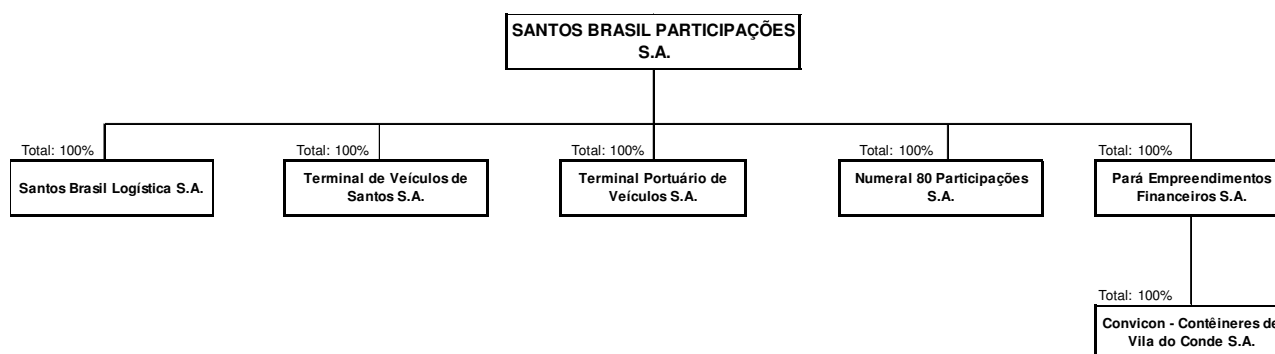 SANTOS BRASIL PARTICIPAÇÕES
S.A.
Total: 100%
Santos Brasil Logística S.A.
Total: 100%
Terminal de Veículos de
Santos S.A.
Total: 100%
Terminal Portuário de
Veículos S.A.
Total: 100%
Numeral 80 Participações
S.A.
Total: 100%
Pará Empreendimentos
Financeiros S.A.
Total: 100%
Convicon - Contêineres de
Vila do Conde S.A.